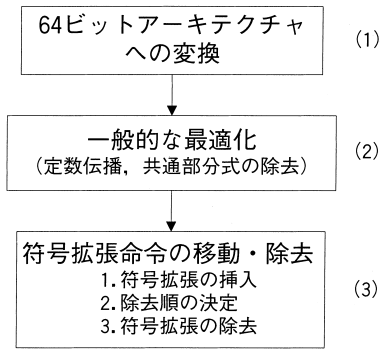 64ビットアーキテクチャ
への変換
(1)
一般的な最適化
(定数伝播，共通部分式の除去)
(2)
符号拡張命令の移動・除去
1.符号拡張の挿入
2.除去順の決定
3.符号拡張の除去
(3)